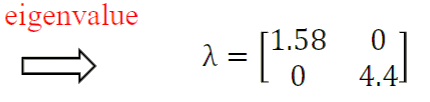 eigenvalue
λ = [1.58 0
0 4.4]